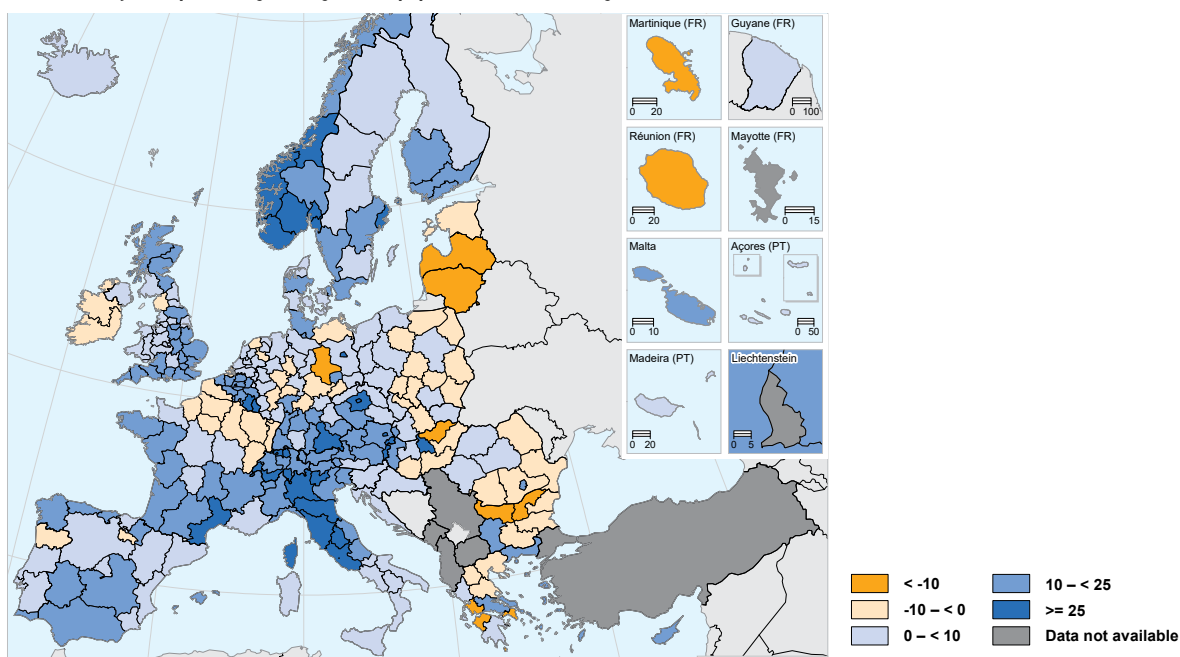 Martinique (FR)
0 20
Guyane (FR)
0 100
Réunion (FR)
0 20
Mayotte (FR)
0 15
Malta
0 10
Açores (PT)
0 50
Madeira (PT)
0 20
Liechtenstein
0 5
< -10
-10 – < 0
0 – < 10
10 – < 25
>= 25
Data not available